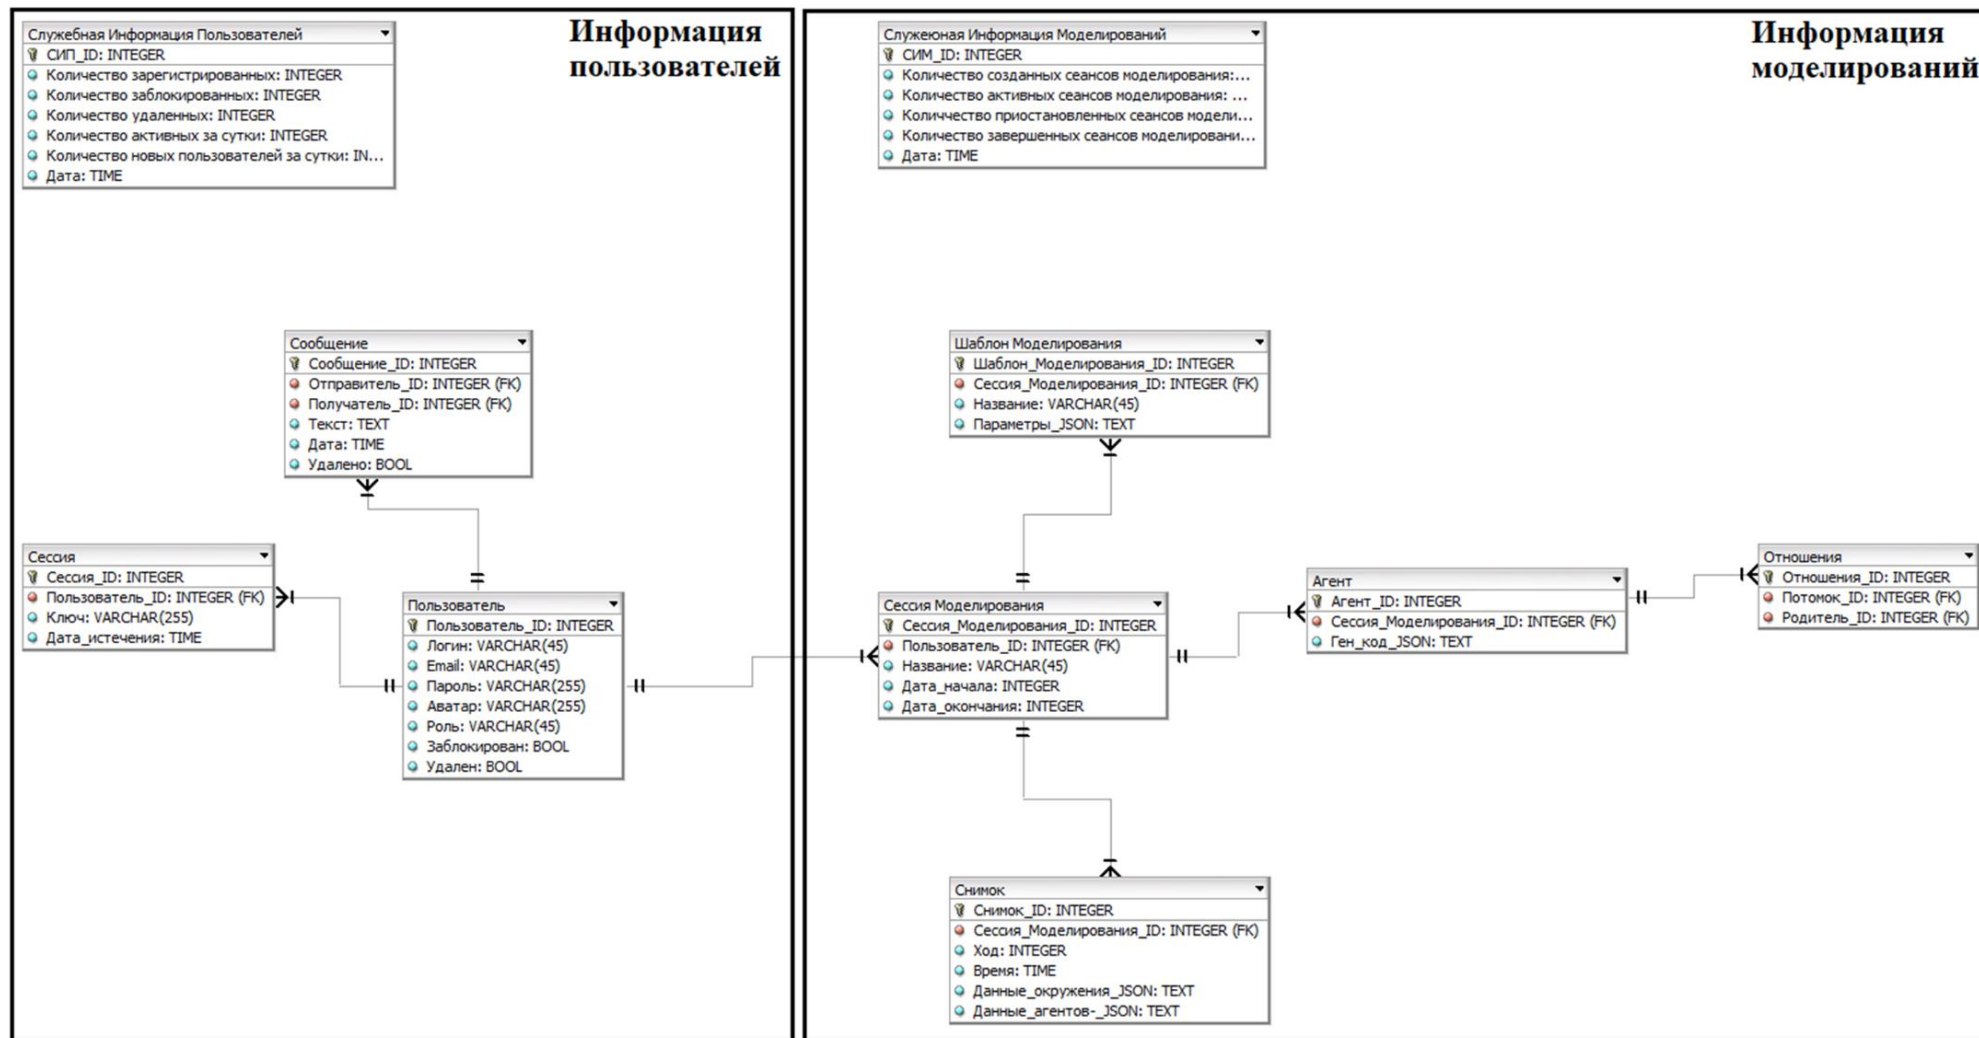 Информация
пользователей
Служебная Информация Пользователей
СИП_ID: INTEGER
Количество зарегистрированных: INTEGER
Количество заблокированных: INTEGER
Количество удаленных: INTEGER
Количество активных за сутки: INTEGER
Количество новых пользователей за сутки: IN...
Дата: TIME
Сообщение
Сообщение_ID: INTEGER
Отправитель_ID: INTEGER (FK)
Получатель_ID: INTEGER (FK)
Текст: TEXT
Дата: TIME
Удалено: BOOL
Сессия
Сессия_ID: INTEGER
Пользователь_ID: INTEGER (FK)
Ключ: VARCHAR(255)
Дата_истечения: TIME
Пользователь
Пользователь_ID: INTEGER
Логин: VARCHAR(45)
Email: VARCHAR(45)
Пароль: VARCHAR(255)
Аватар: VARCHAR(255)
Роль: VARCHAR(45)
Заблокирован: BOOL
Удален: BOOL
Информация
моделирований
Служеюная Информация Моделирований
СИМ_ID: INTEGER
Количество созданных сеансов моделирования:...
Количество активных сеансов моделирования: ...
Количчество приостановленных сеансов модели...
Количество завершенных сеансов моделировани...
Дата: TIME
Шаблон Моделирования
Шаблон_Моделирования_ID: INTEGER
Сессия_Моделирования_ID: INTEGER (FK)
Название: VARCHAR(45)
Параметры_JSON: TEXT
Сессия Моделирования
Сессия_Моделирования_ID: INTEGER
Пользователь_ID: INTEGER (FK)
Название: VARCHAR(45)
Дата_начала: INTEGER
Дата_окончания: INTEGER
Агент
Агент_ID: INTEGER
Сессия_Моделирования_ID: INTEGER (FK)
Ген_код_JSON: TEXT
Отношения
Отношения_ID: INTEGER
Потомок_ID: INTEGER (FK)
Родитель_ID: INTEGER (FK)
Снимок
Снимок_ID: INTEGER
Сессия_Моделирования_ID: INTEGER (FK)
Ход: INTEGER
Время: TIME
Данные_окружения_JSON: TEXT
Данные_агентов-_JSON: TEXT